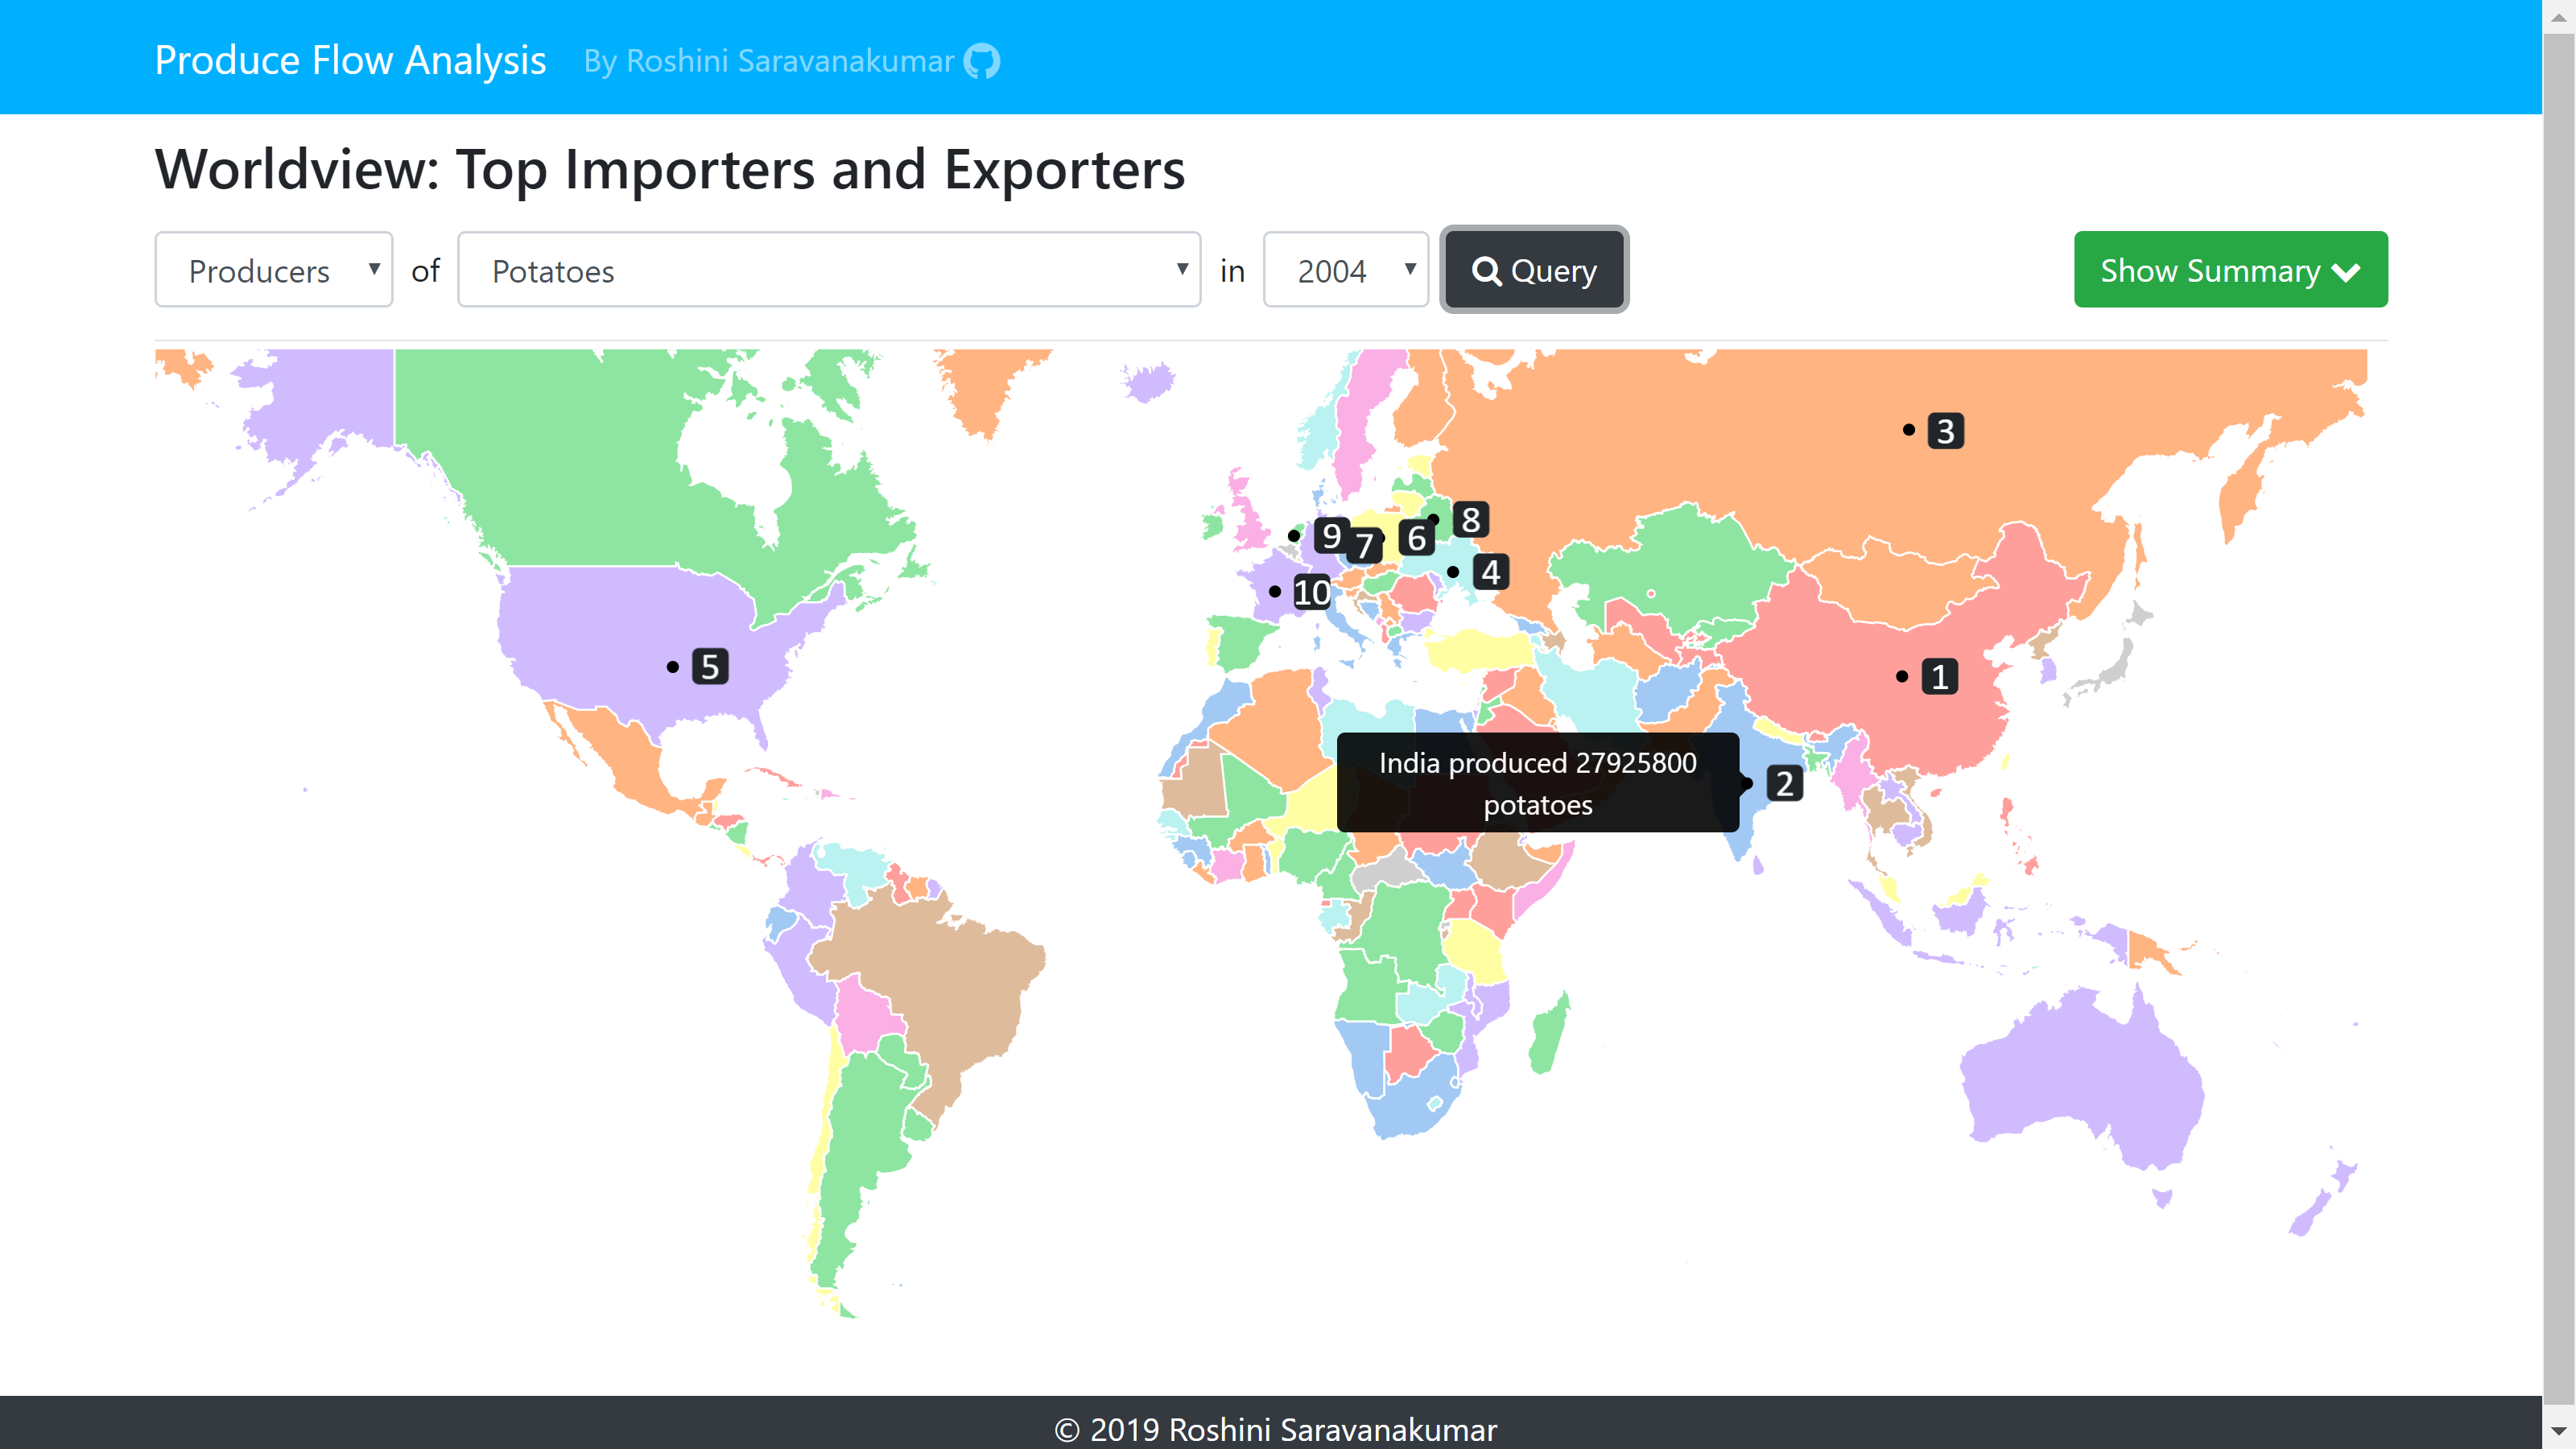 Produce Flow Analysis By Roshini Saravanakumar
Worldview: Top Importers and Exporters
Producers of Potatoes in 2004 Query Show Summary
3
8
9
7
6
4
10
5
1
India produced 27925800
potatoes
2
© 2019 Roshini Saravanakumar